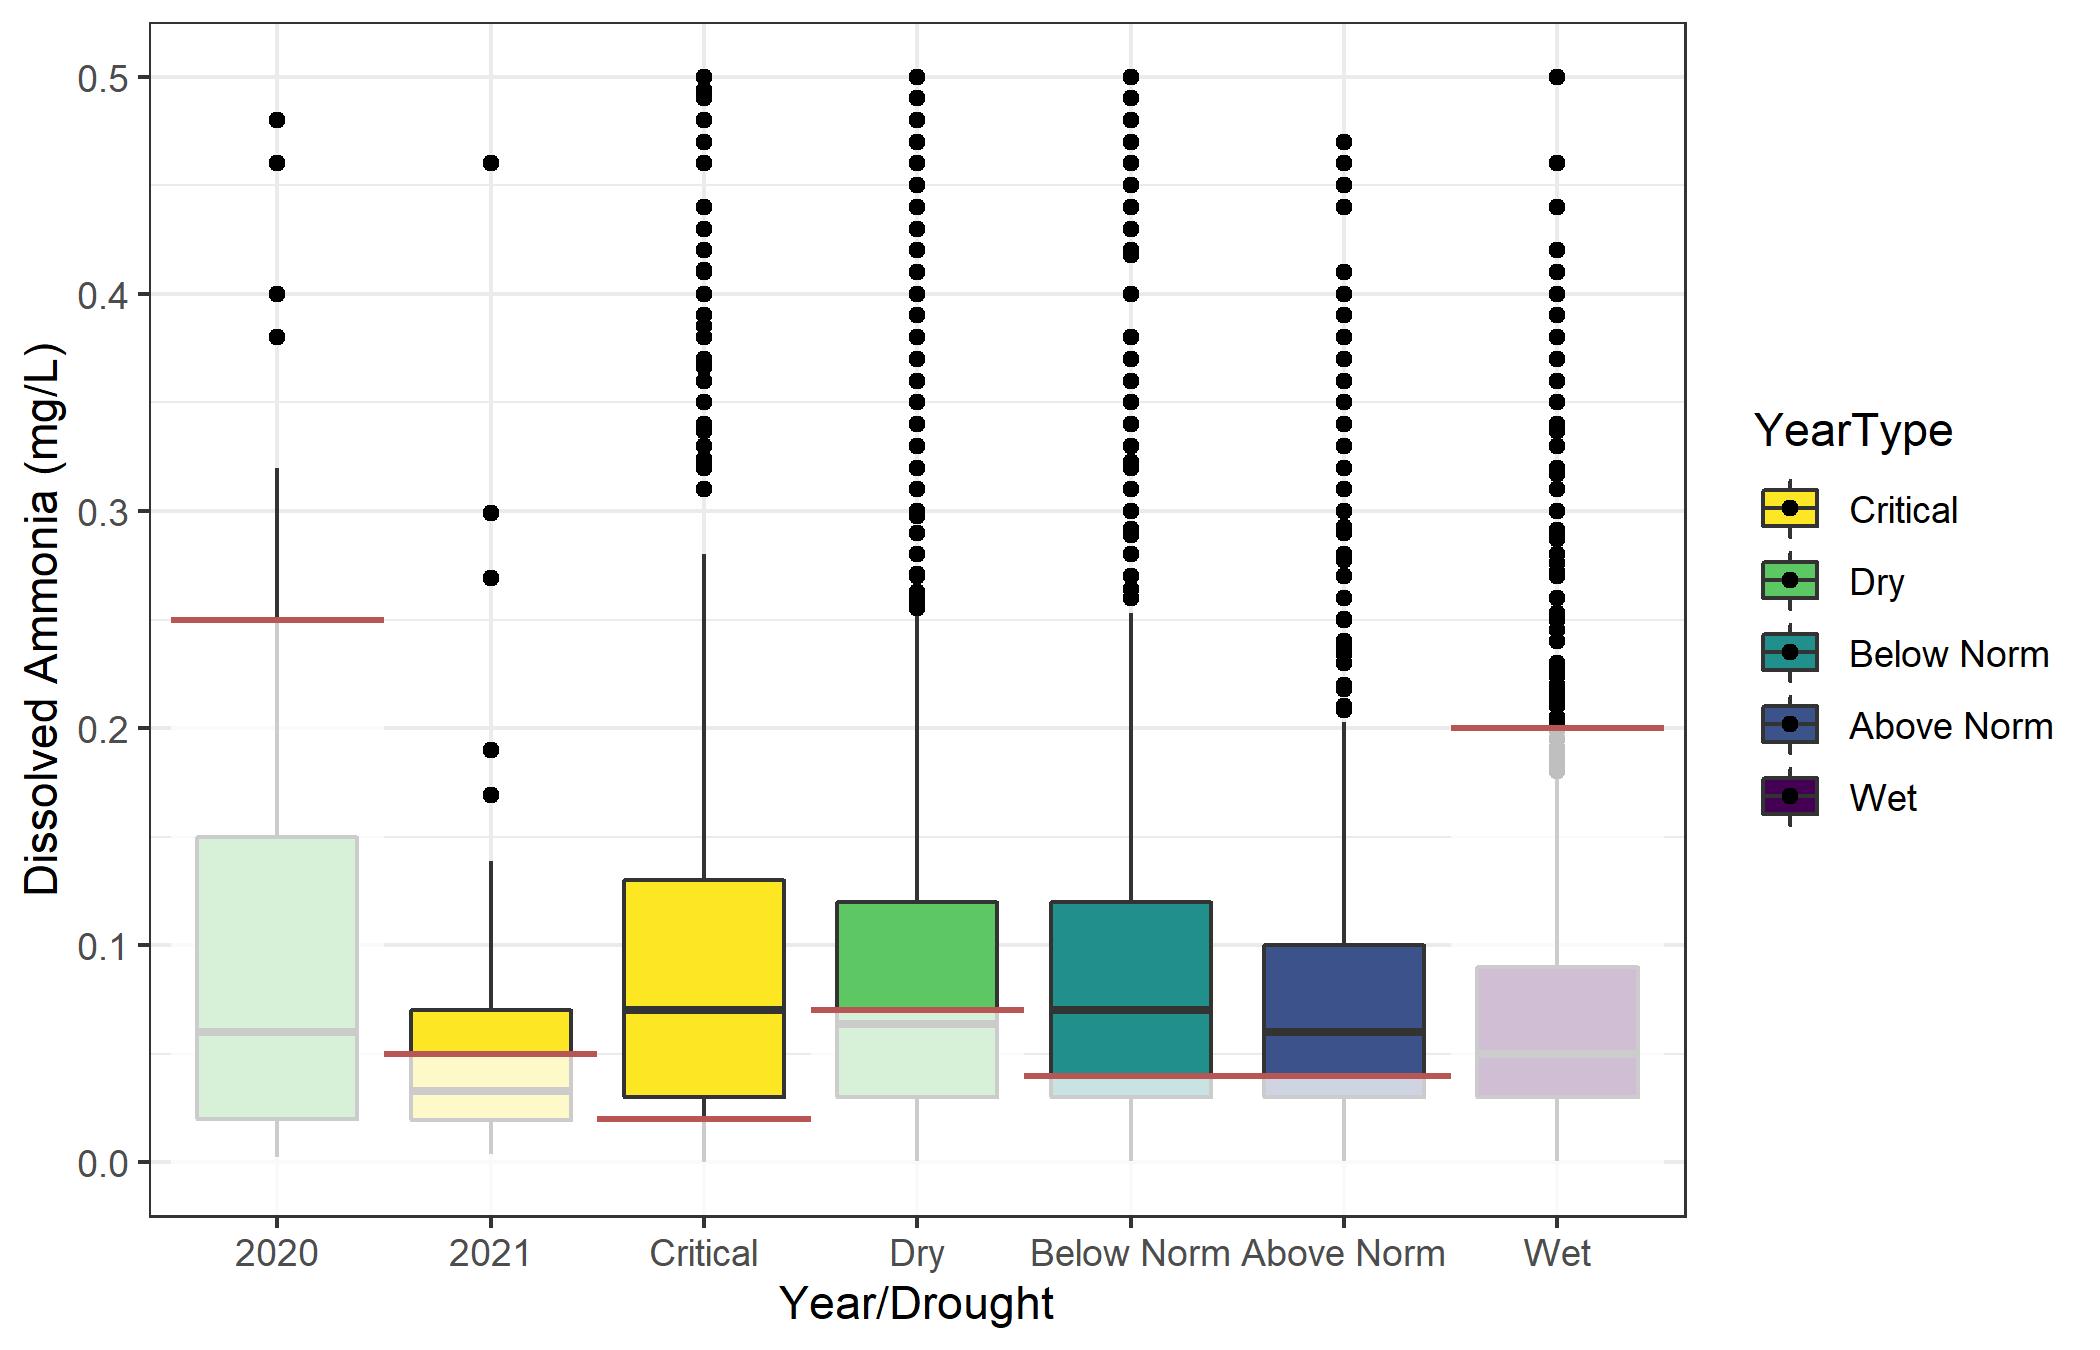 Dissolved Ammonia (mg/L)
0.5
0.4
0.3
0.2
0.1
0.0
2020
2021
Critical
Dry
Below Norm
Above Norm
Wet
Year/Drought
YearType
Critical
Dry
Below Norm
Above Norm
Wet